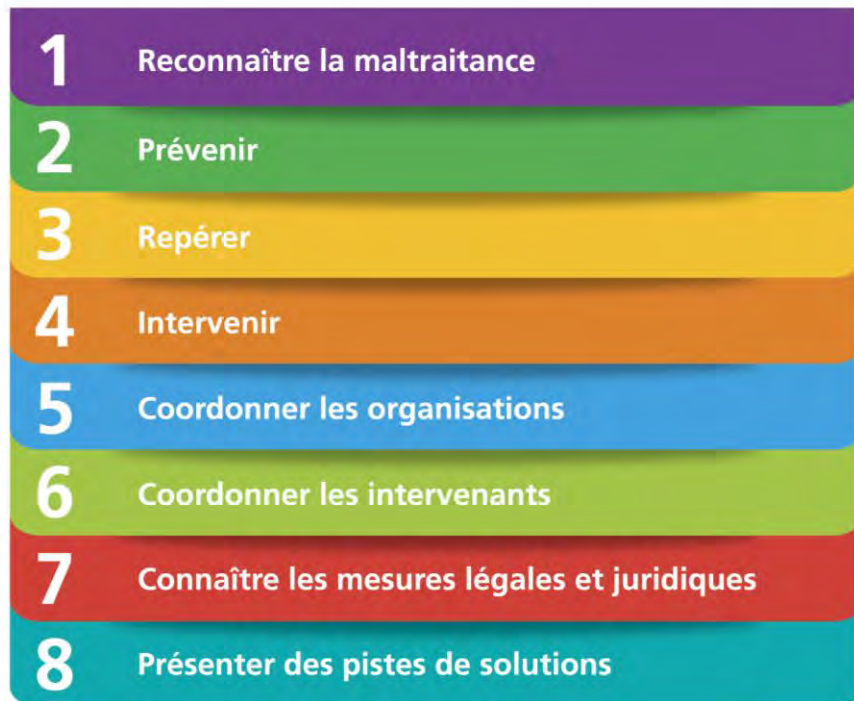 1 Reconnaître la maltraitance
2 Prévenir
3 Repérer
4 Intervenir
5 Coordonner les organisations
6 Coordonner les intervenants
7 Connaître les mesures légales et juridiques
8 Présenter des pistes de solutions